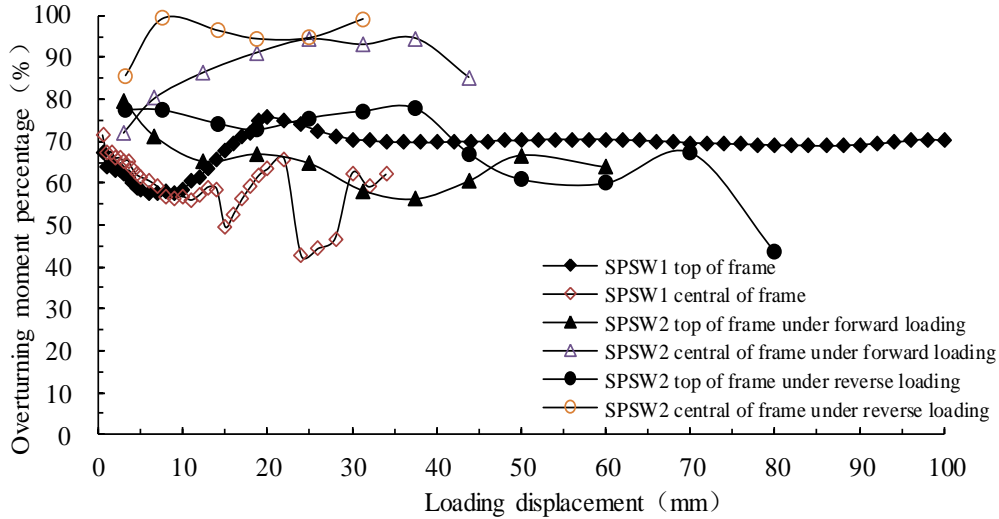 Overturning moment percentage（%）
100
90
80
70
60
50
40
30
20
10
0
SPSW1 top of frame
SPSW1 central of frame
SPSW2 top of frame under forward loading
SPSW2 central of frame under forward loading
SPSW2 top of frame under reverse loading
SPSW2 central of frame under reverse loading
0 10 20 30 40 50 60 70 80 90 100
Loading displacement（mm）